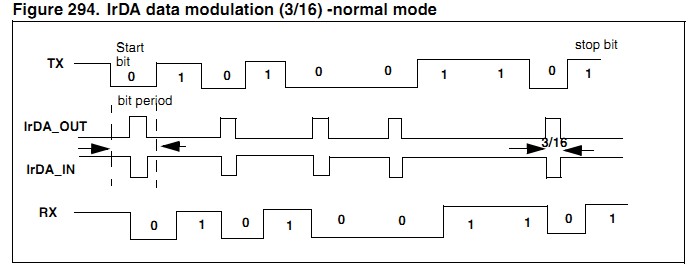 Figure 294. IrDA data modulation (3/16) -normal mode
Start
bit
stop bit
TX
0 1 0 1 0 0 1 1 0 1
bit period
IrDA_OUT
3/16
IrDA_IN
RX
0 1 0 1 0 0 1 1 0 1